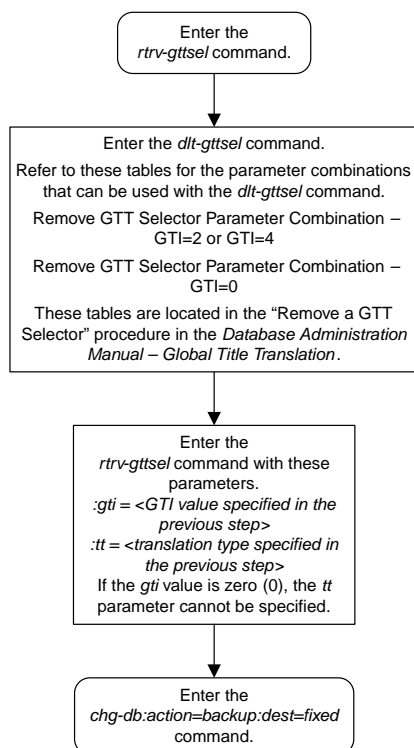 Enter the
rtrv-gttsel command.
Enter the dlt-gttsel command.
Refer to these tables for the parameter combinations
that can be used with the dlt-gttsel command.
Remove GTT Selector Parameter Combination –
GTI=2 or GTI=4
Remove GTT Selector Parameter Combination –
GTI=0
These tables are located in the “Remove a GTT
Selector” procedure in the Database Administration
Manual – Global Title Translation.
Enter the
rtrv-gttsel command with these
parameters.
:gti = <GTI value specified in the
previous step>
:tt = <translation type specified in
the previous step>
If the gti value is zero (0), the tt
parameter cannot be specified.
Enter the
chg-db:action=backup:dest=fixed
command.